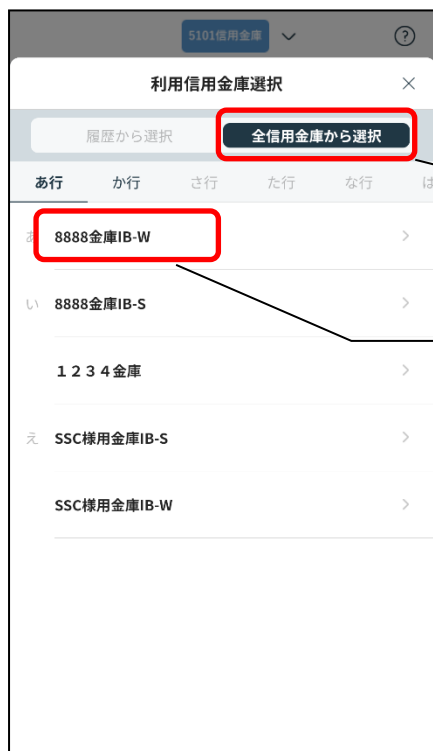 5101信用金庫
?
利用信用金庫選択
履歴から選択 全信用金庫から選択
あ行 か行 さ行 た行 な行 は
あ 8888金庫IB-W
い 8888金庫IB-S
１２３４金庫
え SSC様用金庫IB-S
SSC様用金庫IB-W